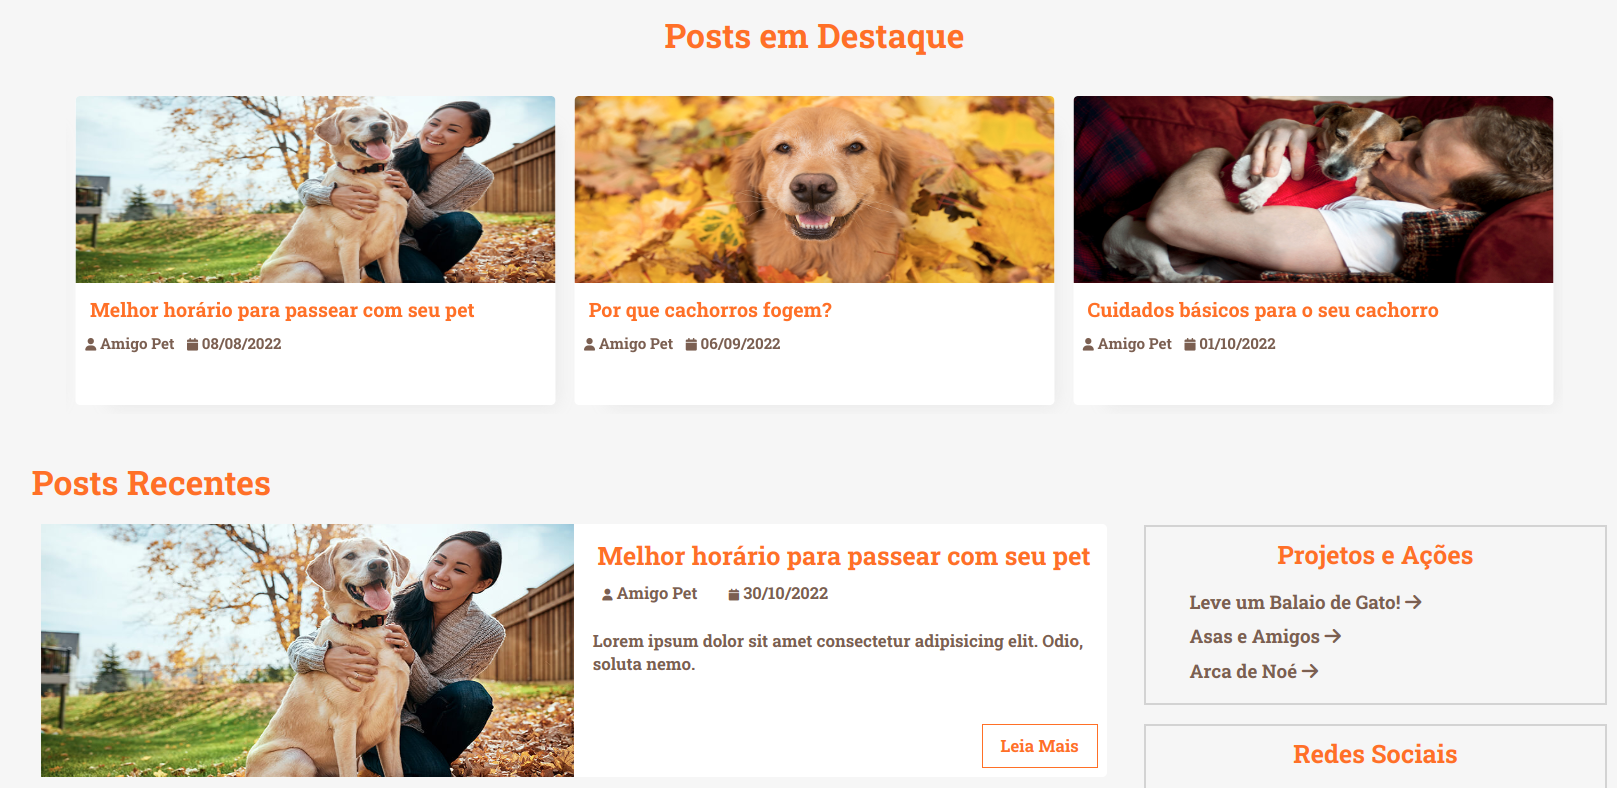 Posts em Destaque
Melhor horário para passear com seu pet
Amigo Pet 08/08/2022
Por que cachorros fogem?
Amigo Pet 06/09/2022
Cuidados básicos para o seu cachorro
Amigo Pet 01/10/2022
Posts Recentes
Melhor horário para passear com seu pet
Amigo Pet 30/10/2022
Lorem ipsum dolor sit amet consectetur adipisicing elit. Odio,
soluta nemo.
Leia Mais
Projetos e Ações
Leve um Balaio de Gato! →
Asas e Amigos →
Arca de Noé →
Redes Sociais